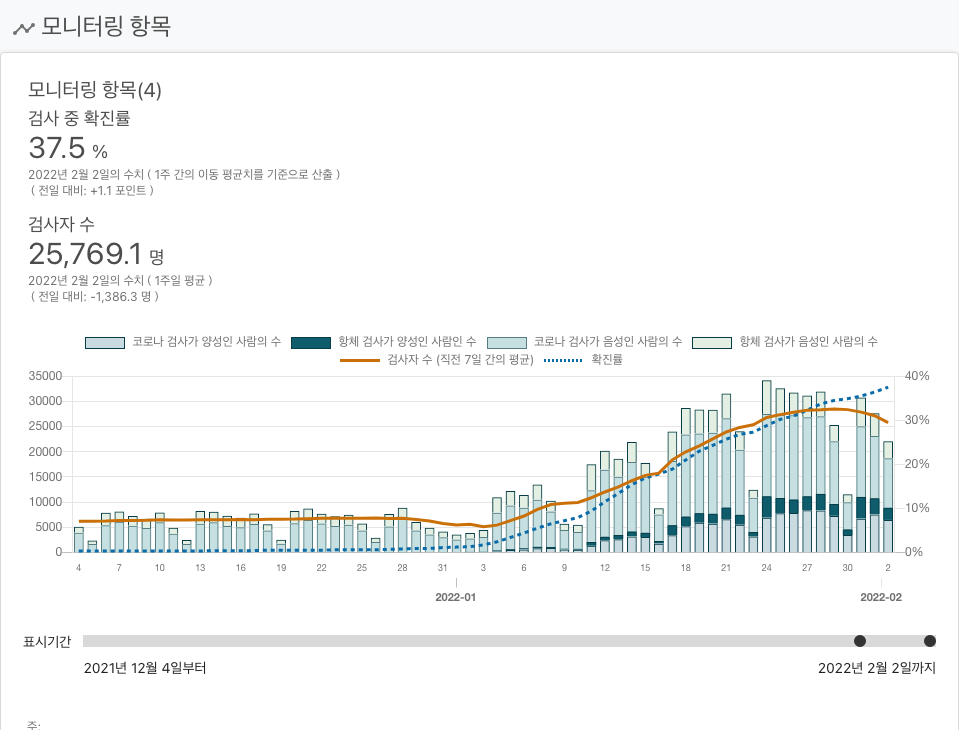 모니터링 항목
모니터링 항목(4)
검사 중 확진률
37.5 %
2022년 2월 2일의 수치 ( 1주 간의 이동 평균치를 기준으로 산출 )
( 전일 대비: +1.1 포인트 )
검사자 수
25,769.1 명
2022년 2월 2일의 수치 ( 1주일 평균 )
( 전일 대비: -1,386.3 명 )
코로나 검사가 양성인 사람의 수 항체 검사가 양성인 사람인 수 코로나 검사가 음성인 사람의 수 항체 검사가 음성인 사람의 수
검사자 수 (직전 7일 간의 평균) 확진률
35000 40%
30000
25000 30%
20000
15000 20%
10000 10%
5000
0 0%
4 7 10 13 16 19 22 25 28 31 3 6 9 12 15 18 21 24 27 30 2
2022-01 2022-02
표시기간
2021년 12월 4일부터 2022년 2월 2일까지
주: